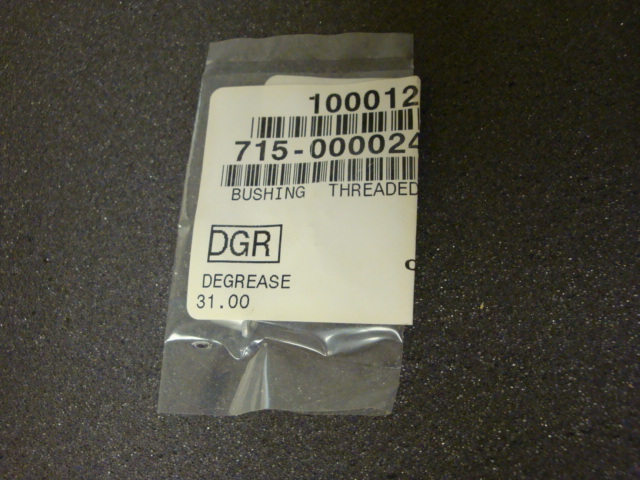 100012
715-000024
BUSHING THREADED
DGR
DEGREASE
31.00